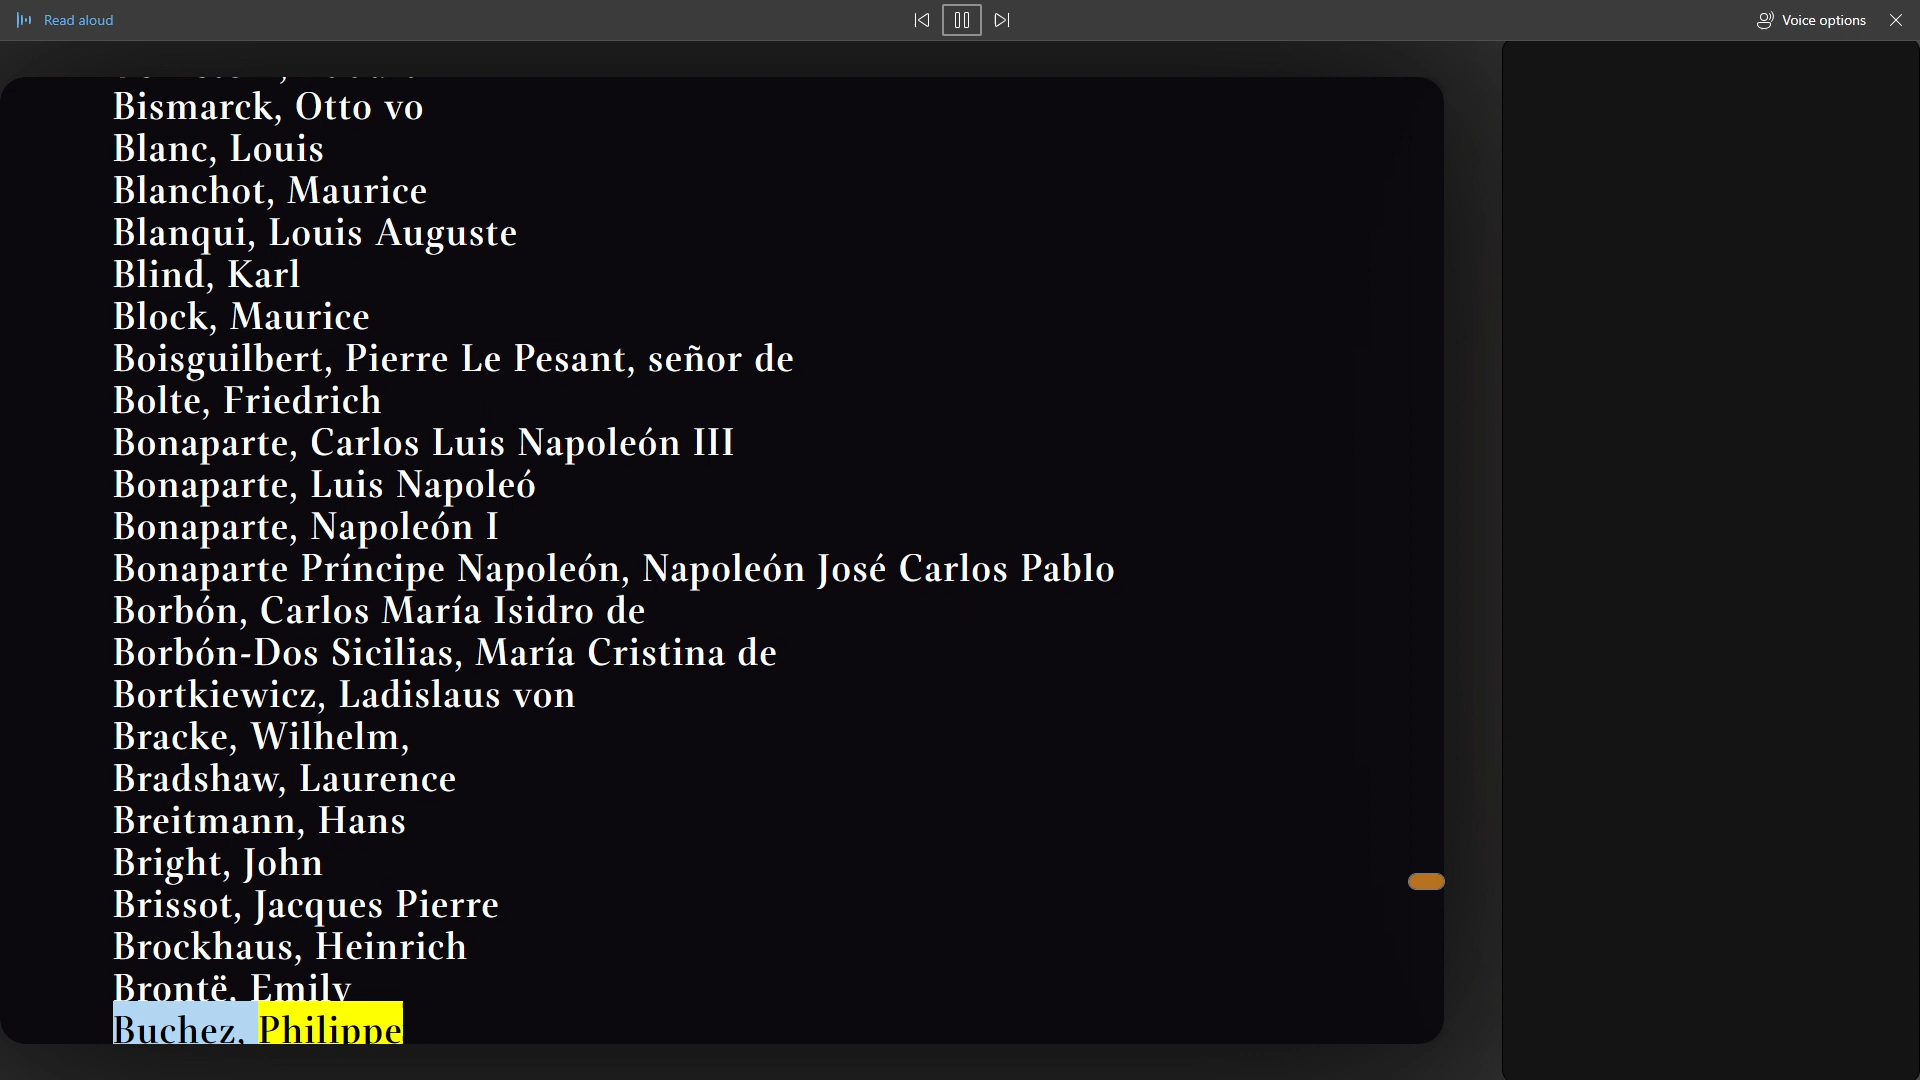 Read aloud
Voice options
Bismarck, Otto vo
Blanc, Louis
Blanchot, Maurice
Blanqui, Louis Auguste
Blind, Karl
Block, Maurice
Boisguilbert, Pierre Le Pesant, señor de
Bolte, Friedrich
Bonaparte, Carlos Luis Napoleón III
Bonaparte, Luis Napoleó
Bonaparte, Napoleón I
Bonaparte Príncipe Napoleón, Napoleón José Carlos Pablo
Borbón, Carlos María Isidro de
Borbón-Dos Sicilias, María Cristina de
Bortkiewicz, Ladislaus von
Bracke, Wilhelm,
Bradshaw, Laurence
Breitmann, Hans
Bright, John
Brissot, Jacques Pierre
Brockhaus, Heinrich
Brontë, Emily
Buchez, Philippe